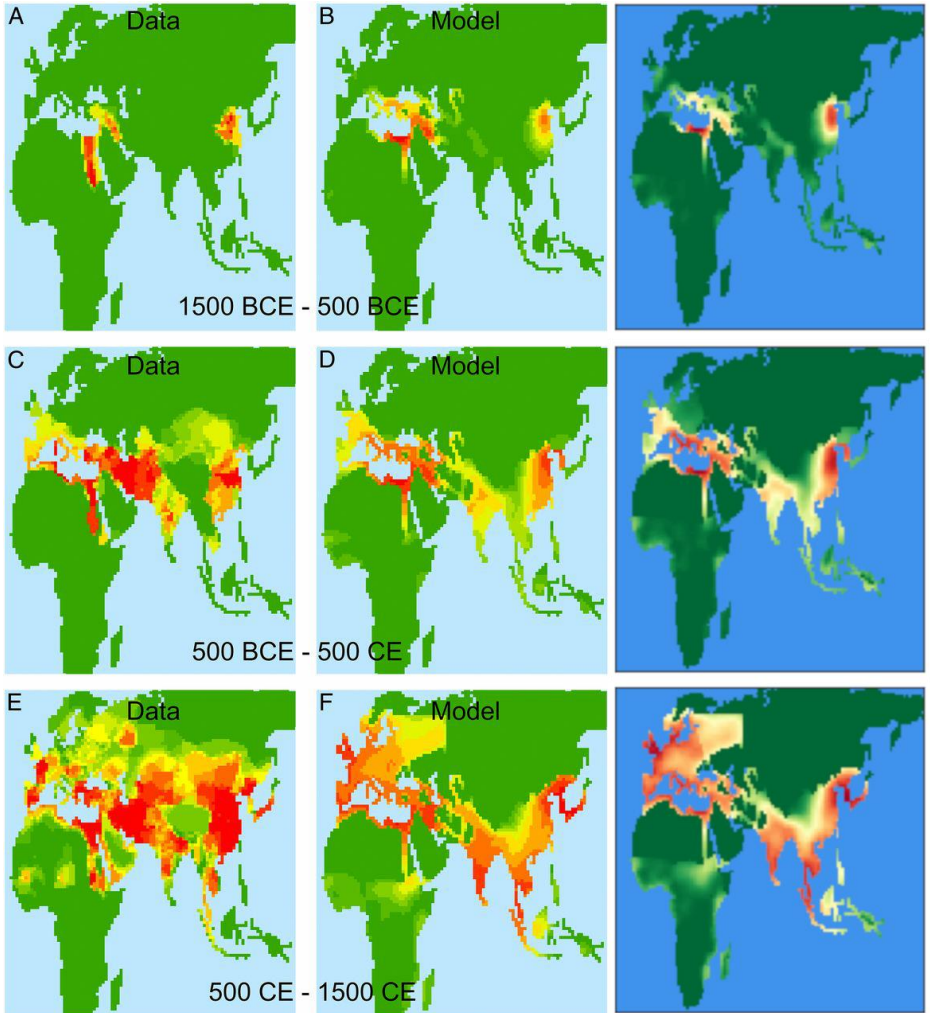 A Data B Model
1500 BCE - 500 BCE
C Data D Model
500 BCE - 500 CE
E Data F Model
500 CE - 1500 CE